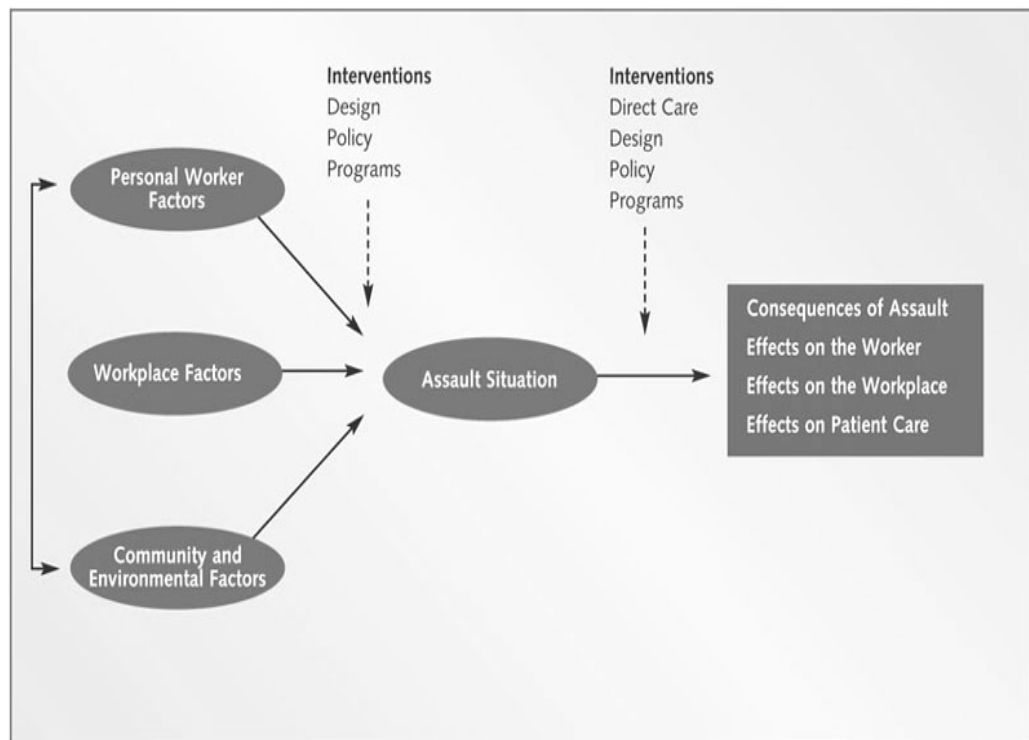 Interventions
Design
Policy
Programs
Interventions
Direct Care
Design
Policy
Programs
Personal Worker
Factors
Workplace Factors
Community and
Environmental Factors
Assault Situation
Consequences of Assault
Effects on the Worker
Effects on the Workplace
Effects on Patient Care